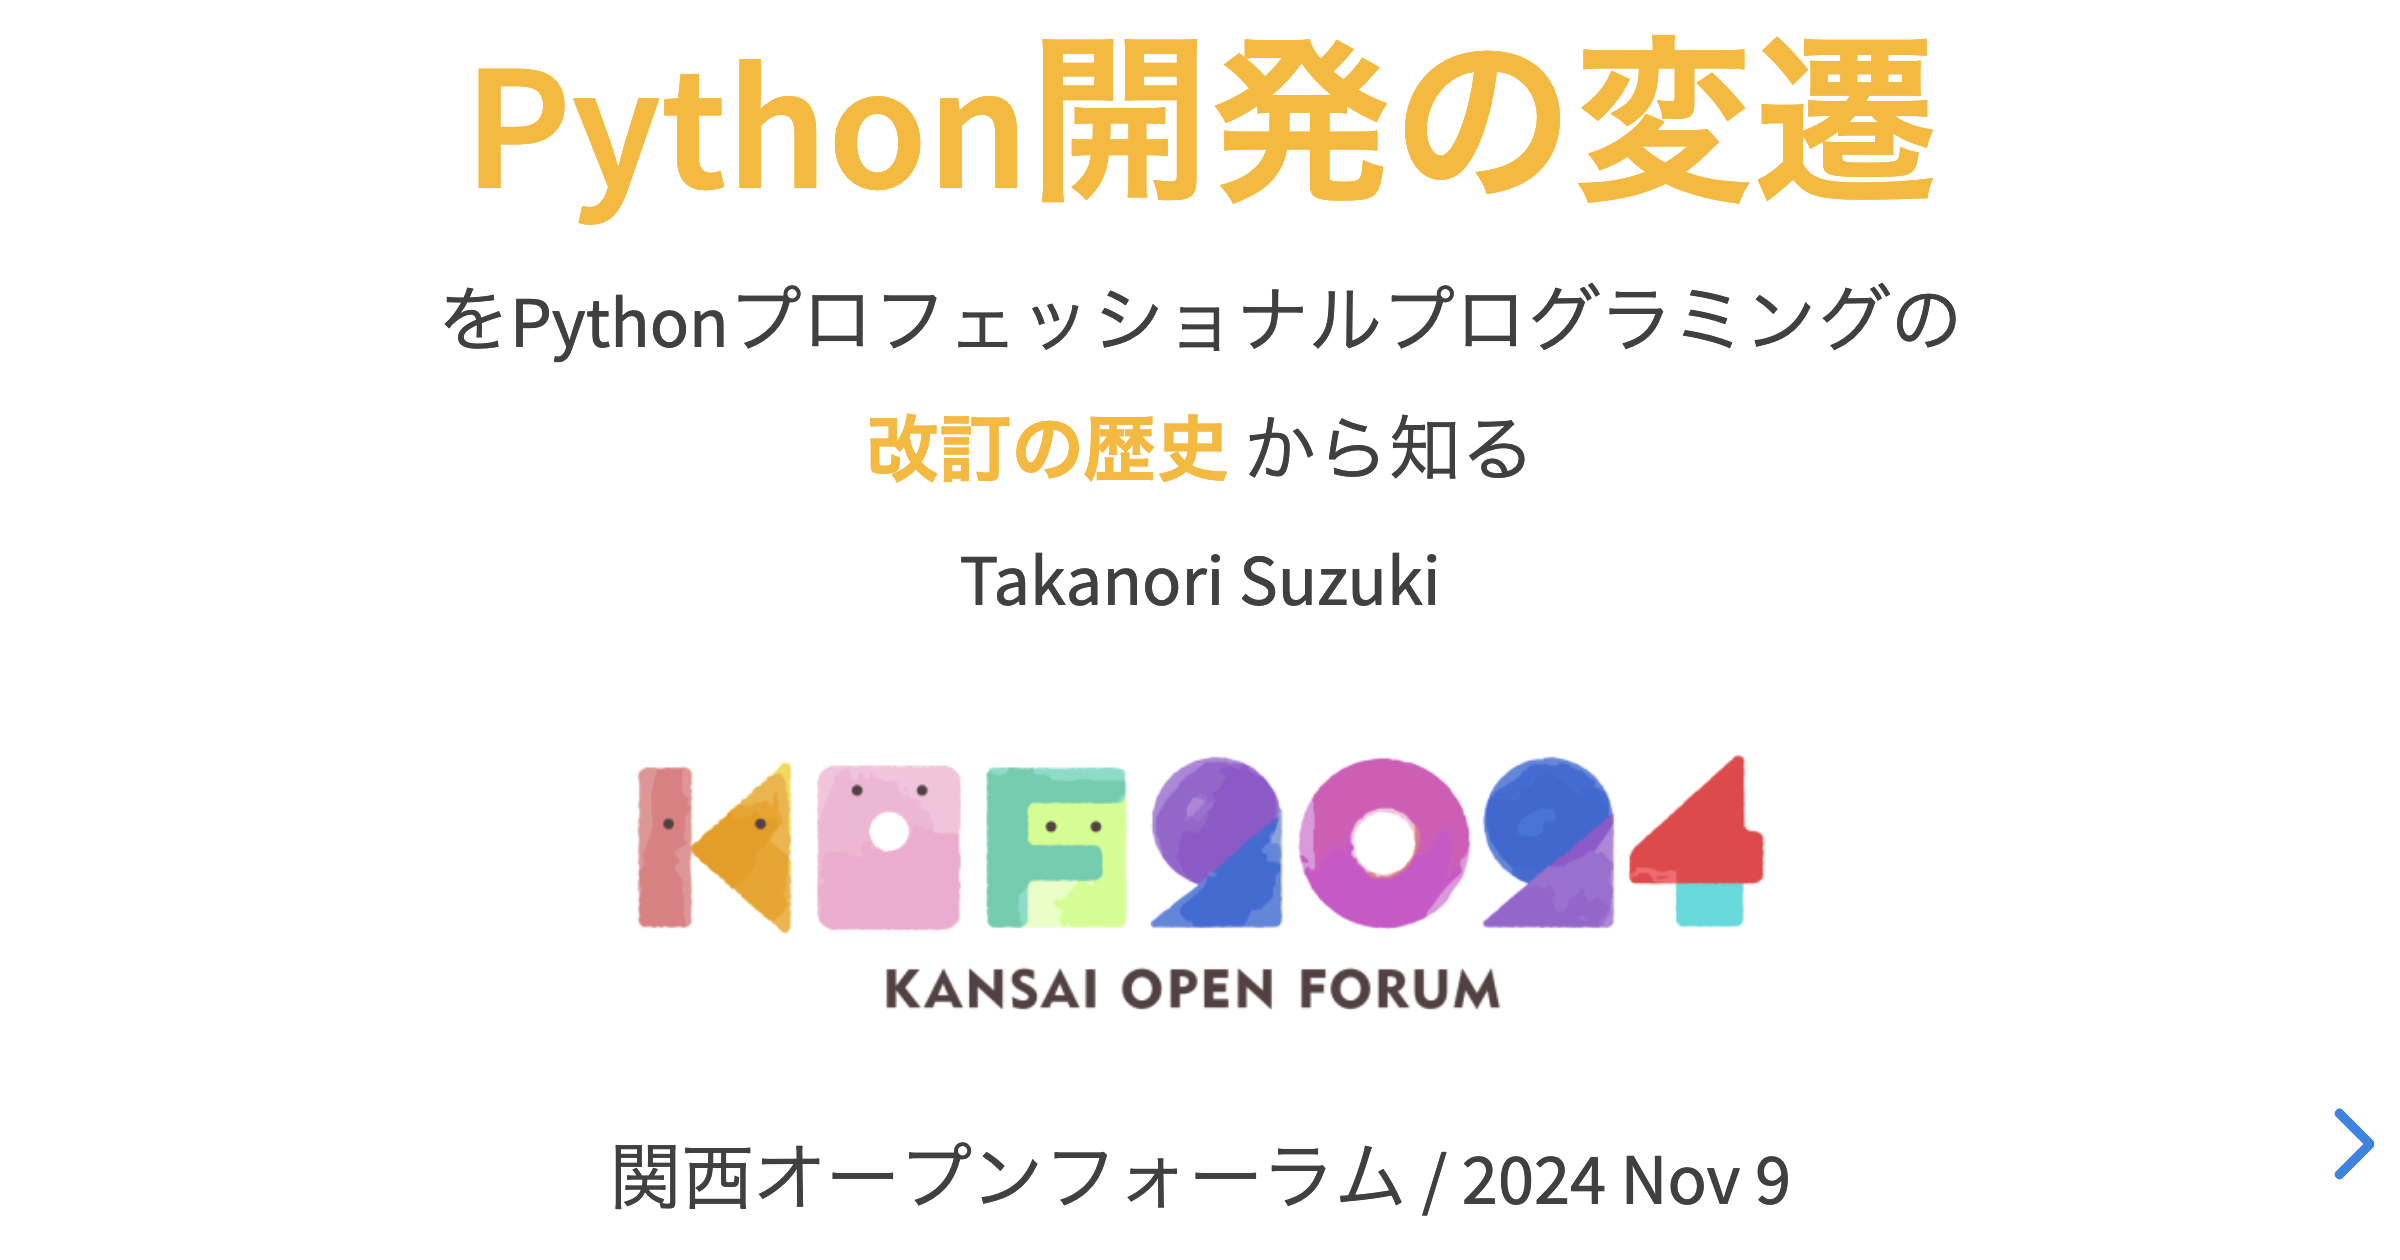 Python開発の変遷
をPythonプロフェッショナルプログラミングの
改訂の歴史 から知る
Takanori Suzuki
KOF2024
KANSAI OPEN FORUM
関西オープンフォーラム / 2024 Nov 9